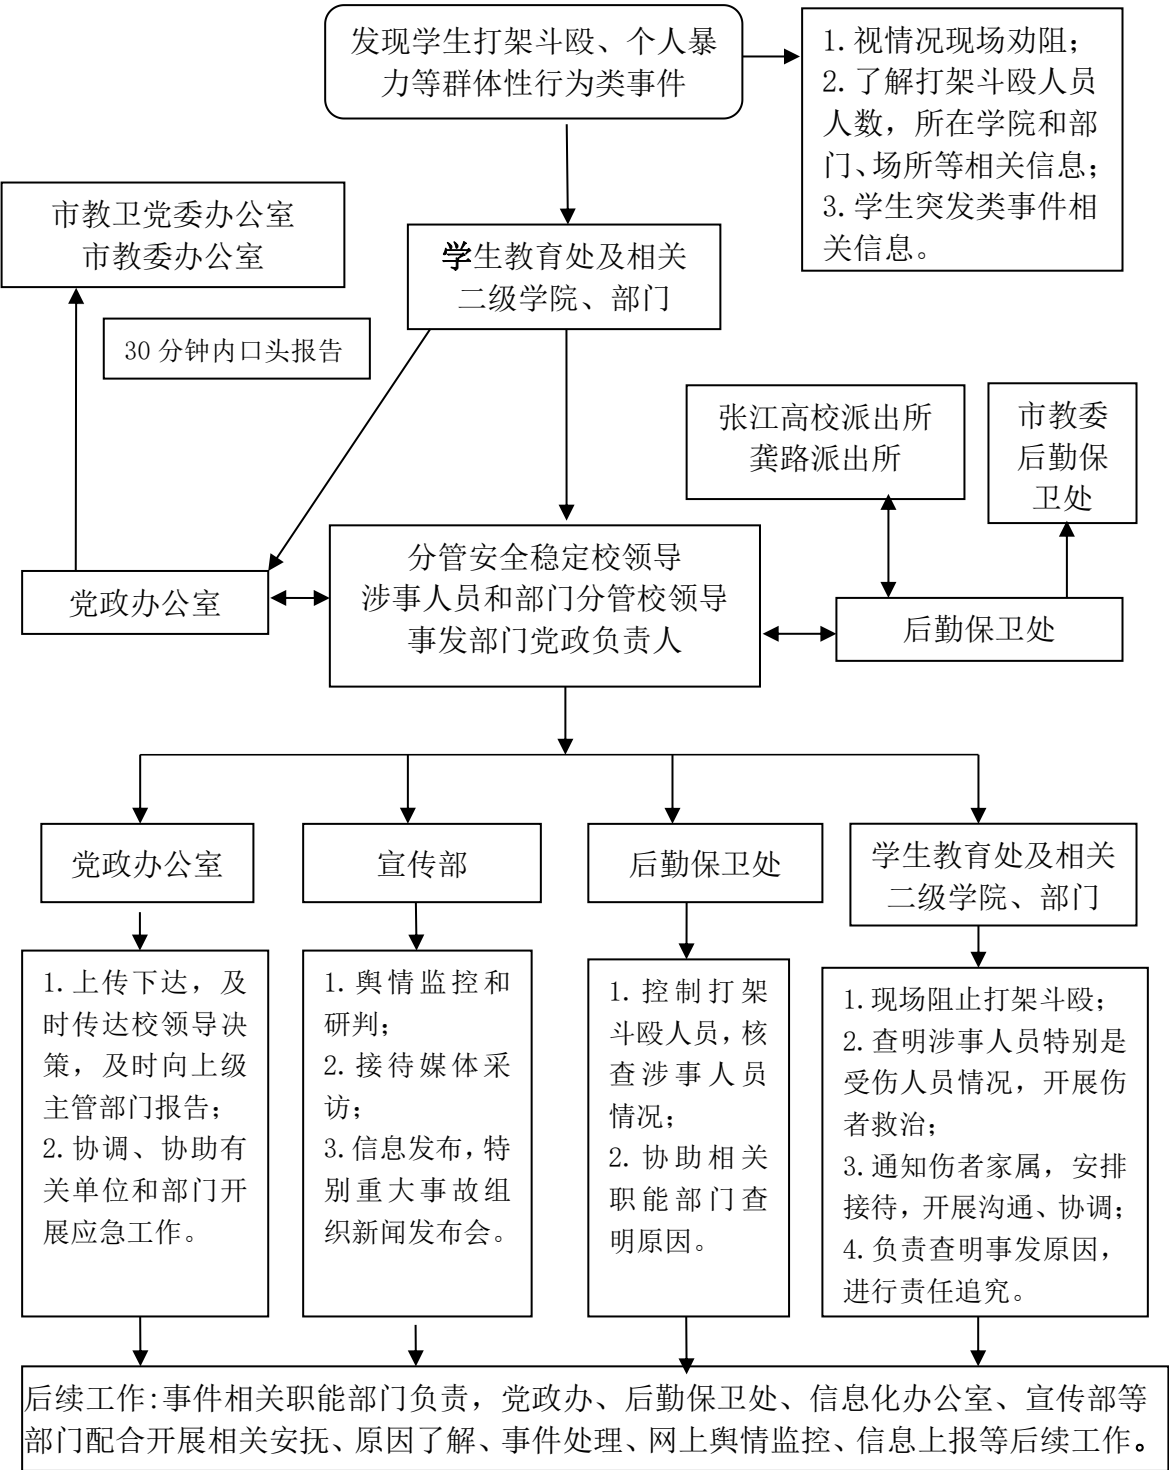 发现学生打架斗殴、个人暴
力等群体性行为类事件
1.视情况现场劝阻；
2.了解打架斗殴人员
人数，所在学院和部
门、场所等相关信息；
3.学生突发类事件相
关信息。
市教卫党委办公室
市教委办公室
学生教育处及相关
二级学院、部门
30分钟内口头报告
张江高校派出所
龚路派出所
市教委
后勤保
卫处
分管安全稳定校领导
涉事人员和部门分管校领导
事发部门党政负责人
党政办公室
后勤保卫处
党政办公室
宣传部
后勤保卫处
学生教育处及相关
二级学院、部门
1.上传下达，及
时传达校领导决
策，及时向上级
主管部门报告；
2.协调、协助有
关单位和部门开
展应急工作。
1.舆情监控和
研判；
2.接待媒体采
访；
3.信息发布，特
别重大事故组
织新闻发布会。
1.控制打架
斗殴人员，核
查涉事人员
情况；
2.协助相关
职能部门查
明原因。
1.现场阻止打架斗殴；
2.查明涉事人员特别是
受伤人员情况，开展伤
者救治；
3.通知伤者家属，安排
接待，开展沟通、协调；
4.负责查明事发原因，
进行责任追究。
后续工作:事件相关职能部门负责，党政办、后勤保卫处、信息化办公室、宣传部等
部门配合开展相关安抚、原因了解、事件处理、网上舆情监控、信息上报等后续工作。